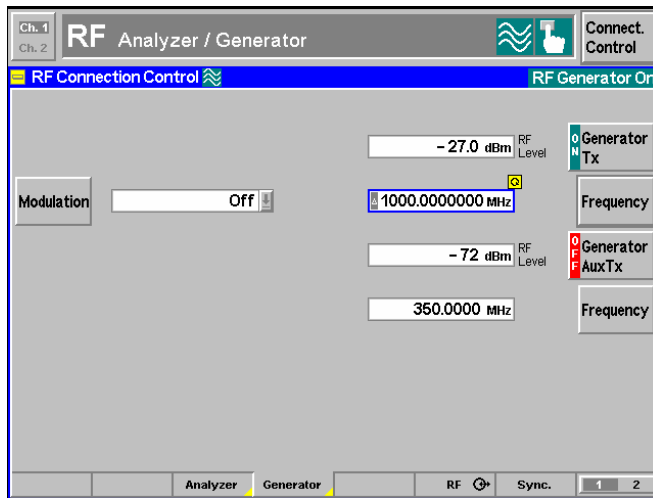 Ch. 1
Ch. 2
RF Analyzer / Generator
Connect.
Control
RF Connection Control
RF Generator On
- 27.0 dBm
RF
Level
ON
Generator
Tx
Modulation
Off
1000.0000000 MHz
Frequency
- 72 dBm
RF
Level
OFF
Generator
AuxTx
350.0000 MHz
Frequency
Analyzer
Generator
RF
Sync.
1 2